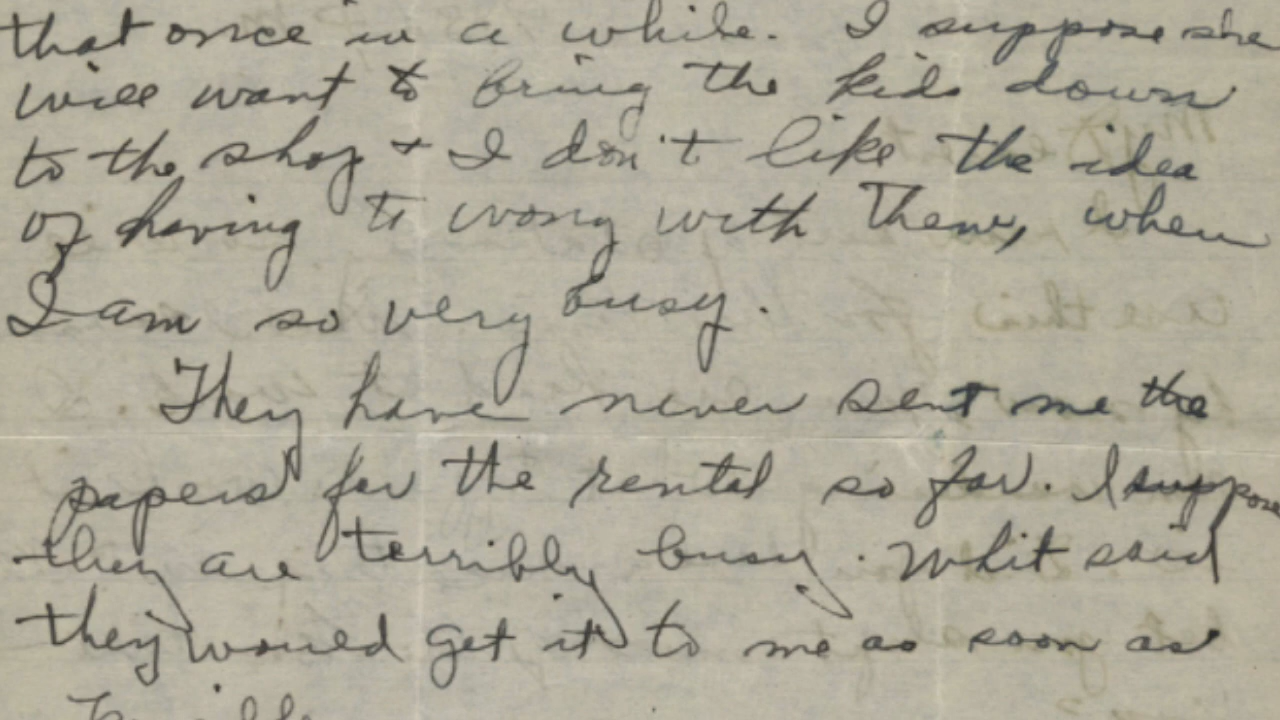 that once in a while. I suppose she
will want to bring the kids down
to the shop + I don't like the idea
of having to worry with them, when
I am so very busy.
They have never sent me the
papers for the rental so far. I suppose
they are terribly busy. Whit said
they would get it to me as soon as